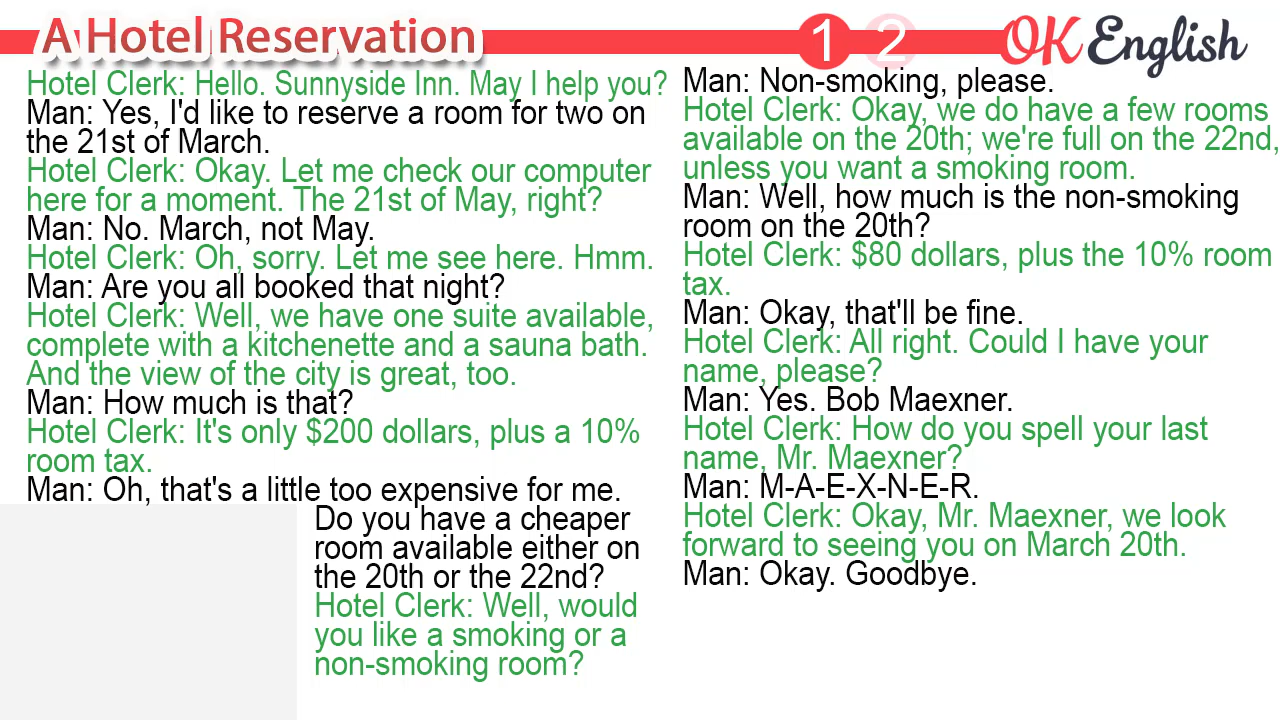 A Hotel Reservation
1 2
OK English
Hotel Clerk: Hello. Sunnyside Inn. May I help you?
Man: Yes, I'd like to reserve a room for two on
the 21st of March.
Hotel Clerk: Okay. Let me check our computer
here for a moment. The 21st of May, right?
Man: No. March, not May.
Hotel Clerk: Oh, sorry. Let me see here. Hmm.
Man: Are you all booked that night?
Hotel Clerk: Well, we have one suite available,
complete with a kitchenette and a sauna bath.
And the view of the city is great, too.
Man: How much is that?
Hotel Clerk: It's only $200 dollars, plus a 10%
room tax.
Man: Oh, that's a little too expensive for me.
Do you have a cheaper
room available either on
the 20th or the 22nd?
Hotel Clerk: Well, would
you like a smoking or a
non-smoking room?
Man: Non-smoking, please.
Hotel Clerk: Okay, we do have a few rooms
available on the 20th; we're full on the 22nd,
unless you want a smoking room.
Man: Well, how much is the non-smoking
room on the 20th?
Hotel Clerk: $80 dollars, plus the 10% room
tax.
Man: Okay, that'll be fine.
Hotel Clerk: All right. Could I have your
name, please?
Man: Yes. Bob Maexner.
Hotel Clerk: How do you spell your last
name, Mr. Maexner?
Man: M-A-E-X-N-E-R.
Hotel Clerk: Okay, Mr. Maexner, we look
forward to seeing you on March 20th.
Man: Okay. Goodbye.